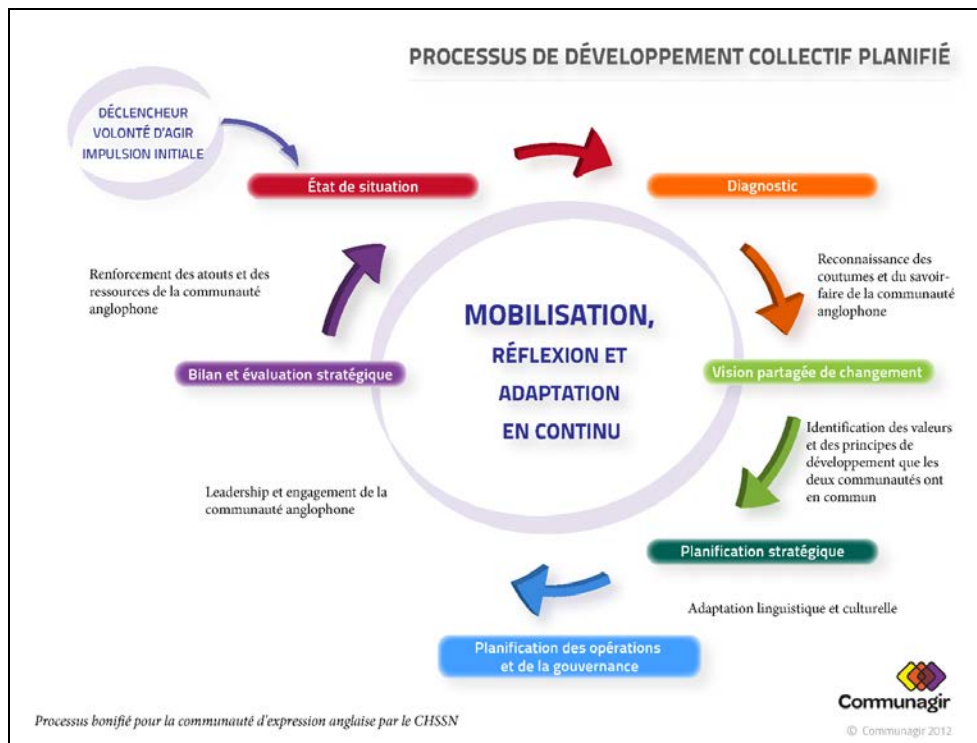 PROCESSUS DE DÉVELOPPEMENT COLLECTIF PLANIFIÉ
DÉCLENCHEUR
VOLONTÉ D'AGIR
IMPULSION INITIALE
État de situation
Diagnostic
Reconnaissance des
coutumes et du savoir-
faire de la communauté
anglophone
Renforcement des atouts et des
ressources de la communauté
anglophone
MOBILISATION,
RÉFLEXION ET
ADAPTATION
EN CONTINU
Bilan et évaluation stratégique
Vision partagée de changement
Identification des valeurs
et des principes de
développement que les
deux communautés ont
en commun
Leadership et engagement de la
communauté anglophone
Planification stratégique
Adaptation linguistique et culturelle
Planification des opérations
et de la gouvernance
Communagir
Processus bonifié pour la communauté d'expression anglaise par le CHSSN
© Communagir 2012